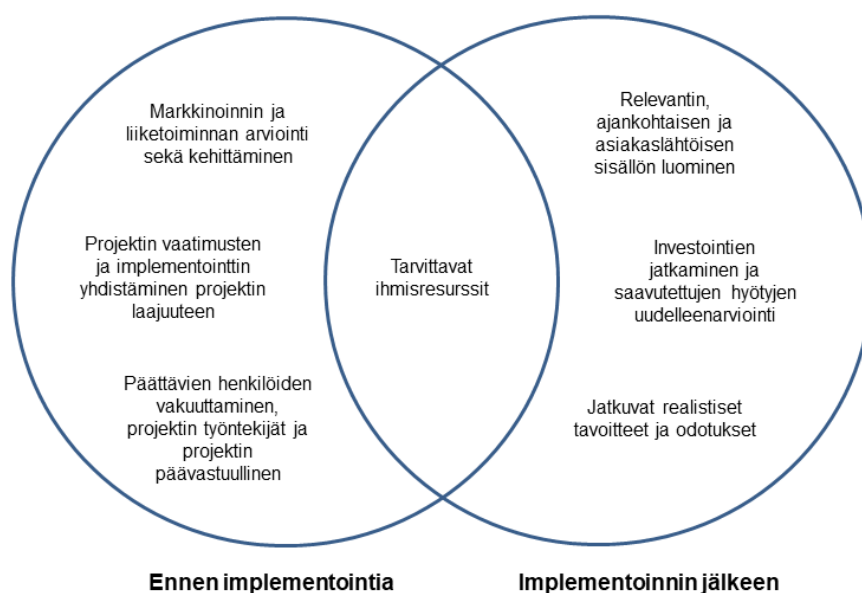 Markkinoinnin ja
liiketoiminnan arviointi
sekä kehittäminen
Projektin vaatimusten
ja implementointtin
yhdistäminen projektin
laajuuteen
Päättävien henkilöiden
vakuuttaminen,
projektin työntekijät ja
projektin
päävastuullinen
Tarvittavat
ihmisresurssit
Relevantin,
ajankohtaisen ja
asiakaslähtöisen
sisällön luominen
Investointien
jatkaminen ja
saavutettujen hyötyjen
uudelleenarviointi
Jatkuvat realistiset
tavoitteet ja odotukset
Ennen implementointia
Implementoinnin jälkeen